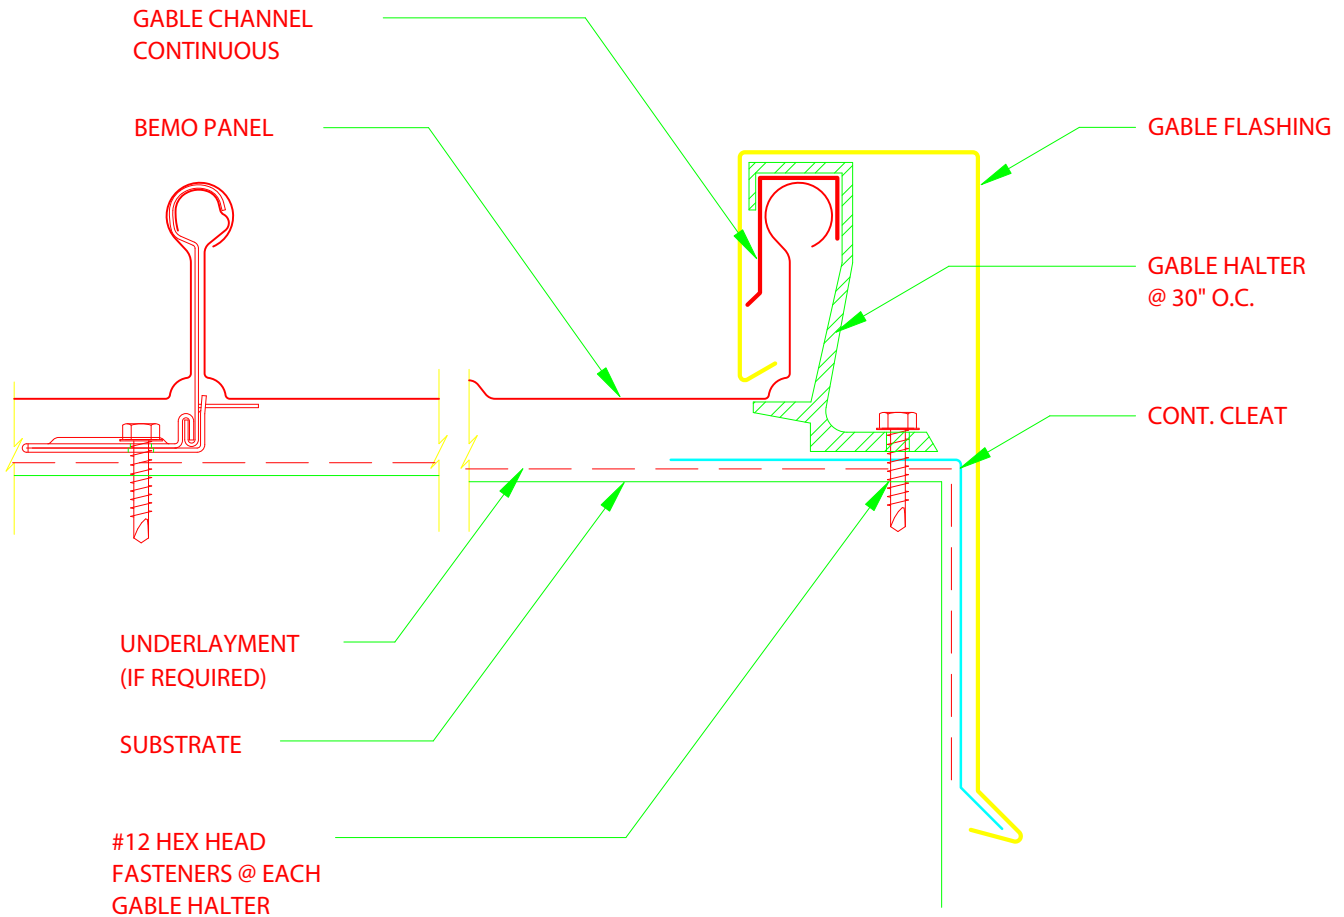 GABLE CHANNEL
CONTINUOUS
BEMO PANEL
GABLE FLASHING
GABLE HALTER
@ 30" O.C.
CONT. CLEAT
UNDERLAYMENT
(IF REQUIRED)
SUBSTRATE
#12 HEX HEAD
FASTENERS @ EACH
GABLE HALTER